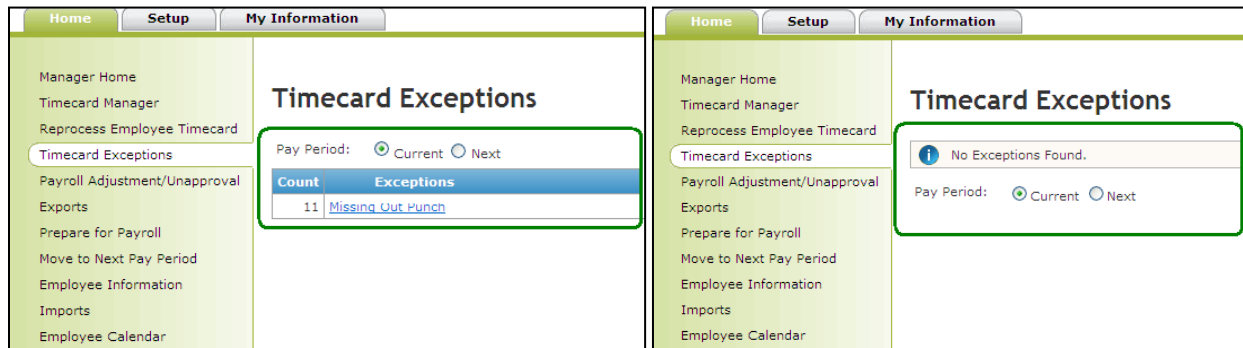 Home Setup My Information
Manager Home
Timecard Manager
Reprocess Employee Timecard
Timecard Exceptions
Payroll Adjustment/Unapproval
Exports
Prepare for Payroll
Move to Next Pay Period
Employee Information
Imports
Employee Calendar
Timecard Exceptions
Pay Period: Current Next
Count Exceptions
11 Missing Out Punch
Home Setup My Information
Manager Home
Timecard Manager
Reprocess Employee Timecard
Timecard Exceptions
Payroll Adjustment/Unapproval
Exports
Prepare for Payroll
Move to Next Pay Period
Employee Information
Imports
Employee Calendar
Timecard Exceptions
No Exceptions Found.
Pay Period: Current Next